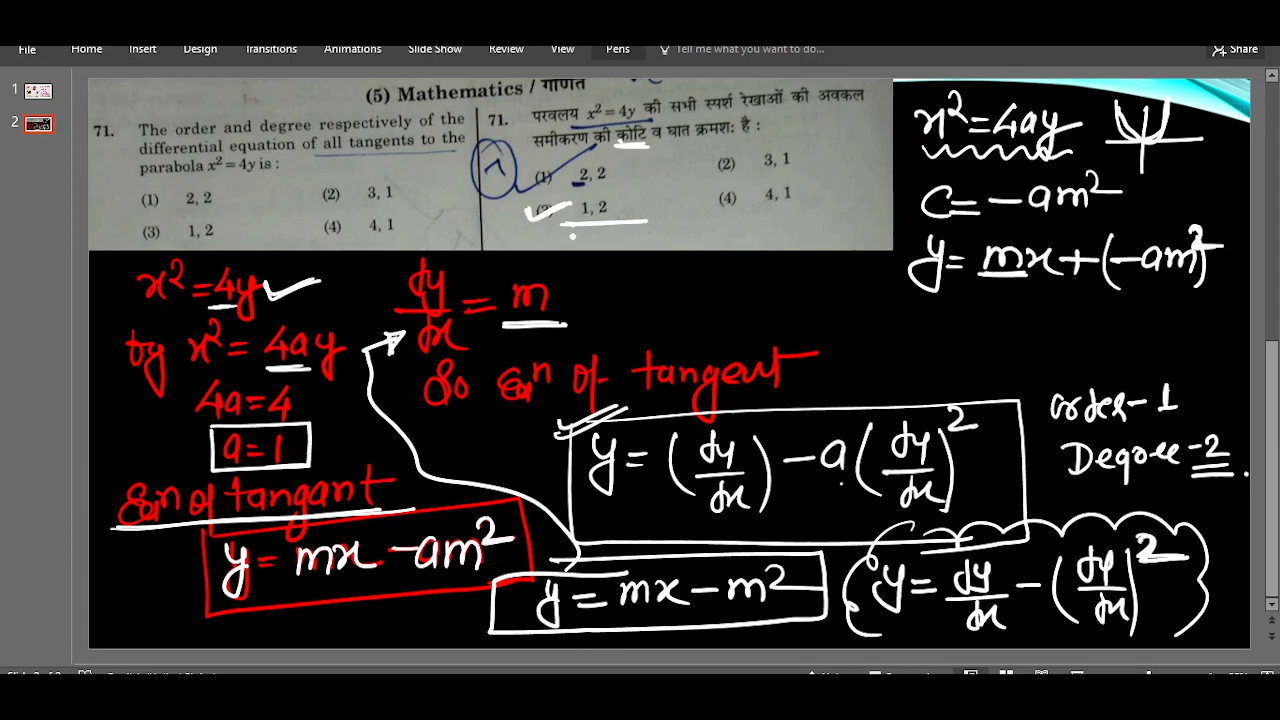 File Home Insert Design Transitions Animations Slide Show Review View Pens Tell me what you want to do... Share
1
2
(5) Mathematics / गणित
71. The order and degree respectively of the
differential equation of all tangents to the
parabola x² = 4y is :
(1) 2, 2 (2) 3, 1
(3) 1, 2 (4) 4, 1
71. परवलय x² = 4y की सभी स्पर्श रेखाओं की अवकल
समीकरण की कोटि व घात क्रमशः है :
(1) 2, 2 (2) 3, 1
1, 2 (4) 4, 1
x² = 4ay
c = -am²
y = mx + (-am²)
x² = 4y
by x² = 4ay
4a = 4
a = 1
Eqn of tangant
y = mx - am²
dy/dx = m
So Eqn of tangent
y = (dy/dx) - a(dy/dx)²
order - 1
Degree - 2
y = mx - m²
y = dy/dx - (dy/dx)²